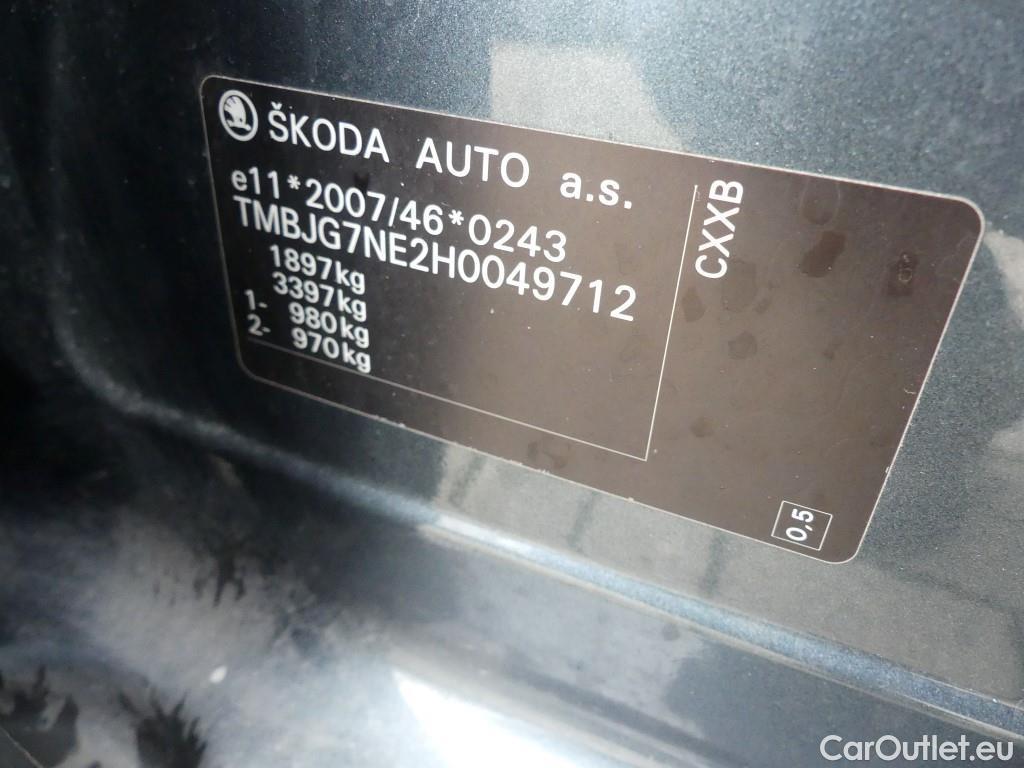 ŠKODA AUTO a.s.
e11*2007/46*0243
TMBJG7NE2H0049712
1897kg
3397kg
1- 980kg
2- 970kg
CXXB
0,5
CarOutlet.eu